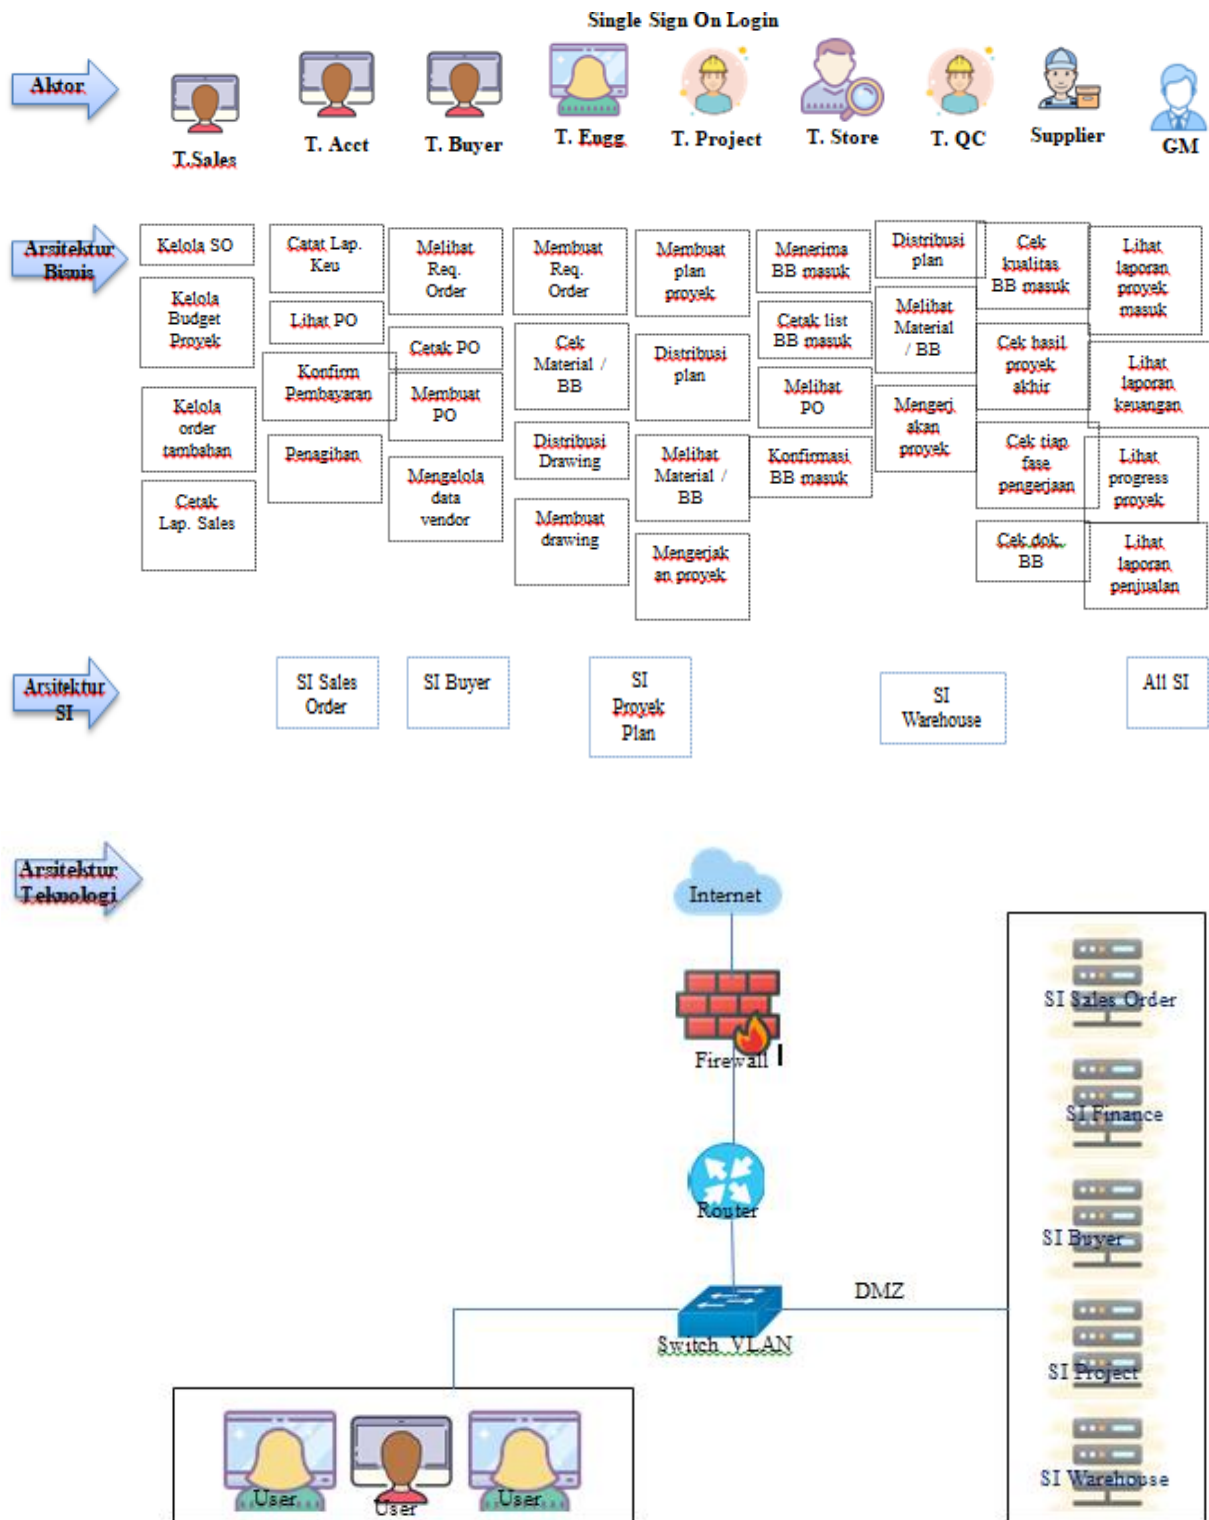 Single Sign On Login
Aktor
T.Sales
T. Acct
T. Buyer
T. Engg
T. Project
T. Store
T. QC
Supplier
GM
Arsitektur
Bisnis
Kelola SO
Kelola
Budget
Proyek
Kelola
order
tambahan
Cetak
Lap. Sales
Catat Lap.
Keu
Lihat PO
Konfirm
Pembayaran
Penagihan
Melihat
Req.
Order
Cetak PO
Membuat
PO
Mengelola
data
vendor
Membuat
Req.
Order
Cek
Material /
BB
Distribusi
Drawing
Membuat
drawing
Membuat
plan
proyek
Distribusi
plan
Melihat
Material /
BB
Mengerjak
an proyek
Menerima
BB masuk
Cetak list
BB masuk
Melihat
PO
Konfirmasi
BB masuk
Distribusi
plan
Melihat
Material
/ BB
Mengerj
akan
proyek
Cek
kualitas
BB masuk
Cek hasil
proyek
akhir
Cek tiap
fase
pengerjaan
Cek dok.
BB
Lihat
laporan
proyek
masuk
Lihat
laporan
keuangan
Lihat
progress
proyek
Lihat
laporan
penjualan
Arsitektur
SI
SI Sales
Order
SI Buyer
SI
Proyek
Plan
SI
Warehouse
All SI
Arsitektur
Teknologi
Internet
Firewall
Router
DMZ
Switch VLAN
User
User
User
SI Sales Order
SI Finance
SI Buyer
SI Project
SI Warehouse